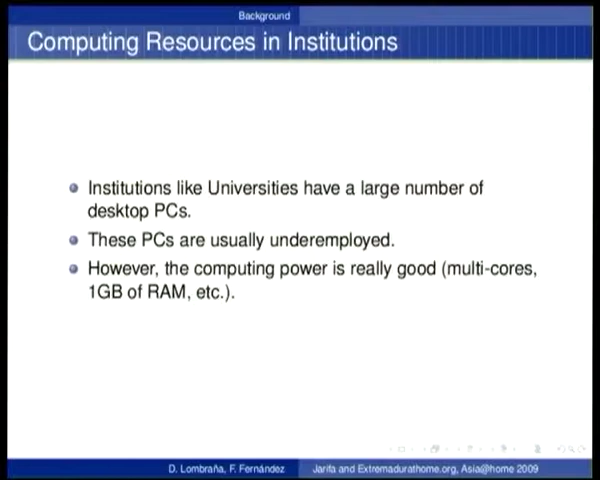 Background
Computing Resources in Institutions
Institutions like Universities have a large number of
desktop PCs.
These PCs are usually underemployed.
However, the computing power is really good (multi-cores,
1GB of RAM, etc.).
D. Lombraña, F. Fernández
Jarifa and Extremadurathome.org, Asia@home 2009